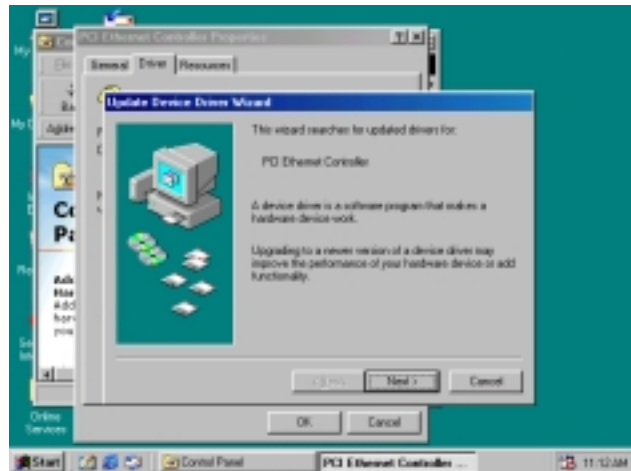 PCI Ethernet Controller Properties
General Driver Resources
Update Device Driver Wizard
This wizard searches for updated drivers for:
PCI Ethernet Controller
A device driver is a software program that makes a
hardware device work.
Upgrading to a newer version of a device driver may
improve the performance of your hardware device or add
functionality.
< Back Next > Cancel
OK Cancel
Online
Services
Start Control Panel PCI Ethernet Controller ... 11:12 AM